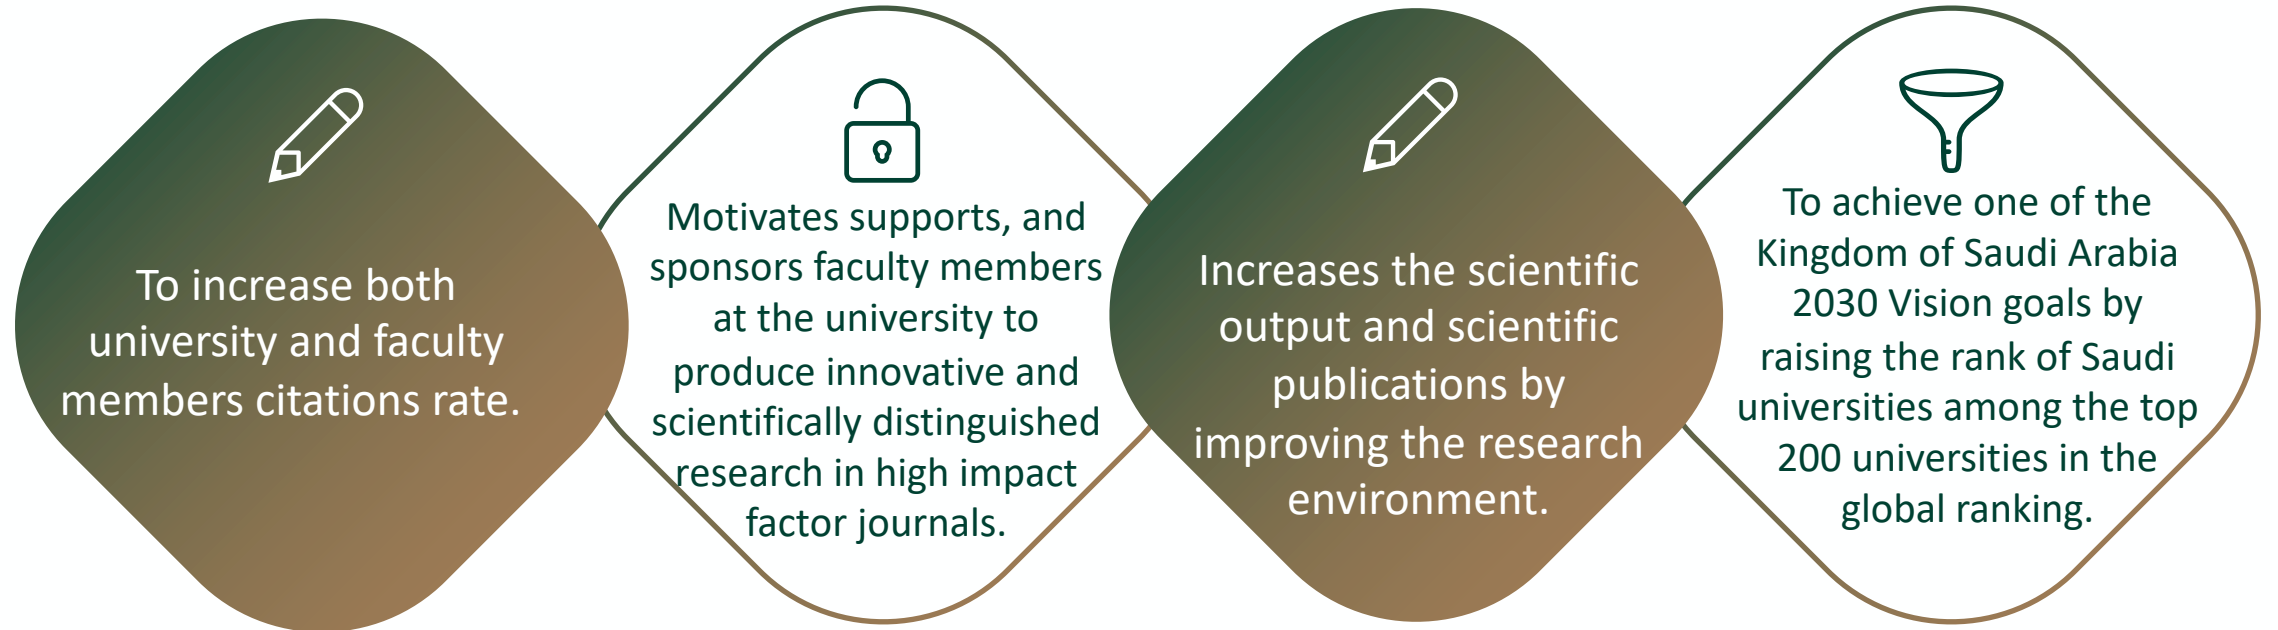 To increase both
university and faculty
members citations rate.
Motivates supports, and
sponsors faculty members
at the university to
produce innovative and
scientifically distinguished
research in high impact
factor journals.
Increases the scientific
output and scientific
publications by
improving the research
environment.
To achieve one of the
Kingdom of Saudi Arabia
2030 Vision goals by
raising the rank of Saudi
universities among the top
200 universities in the
global ranking.